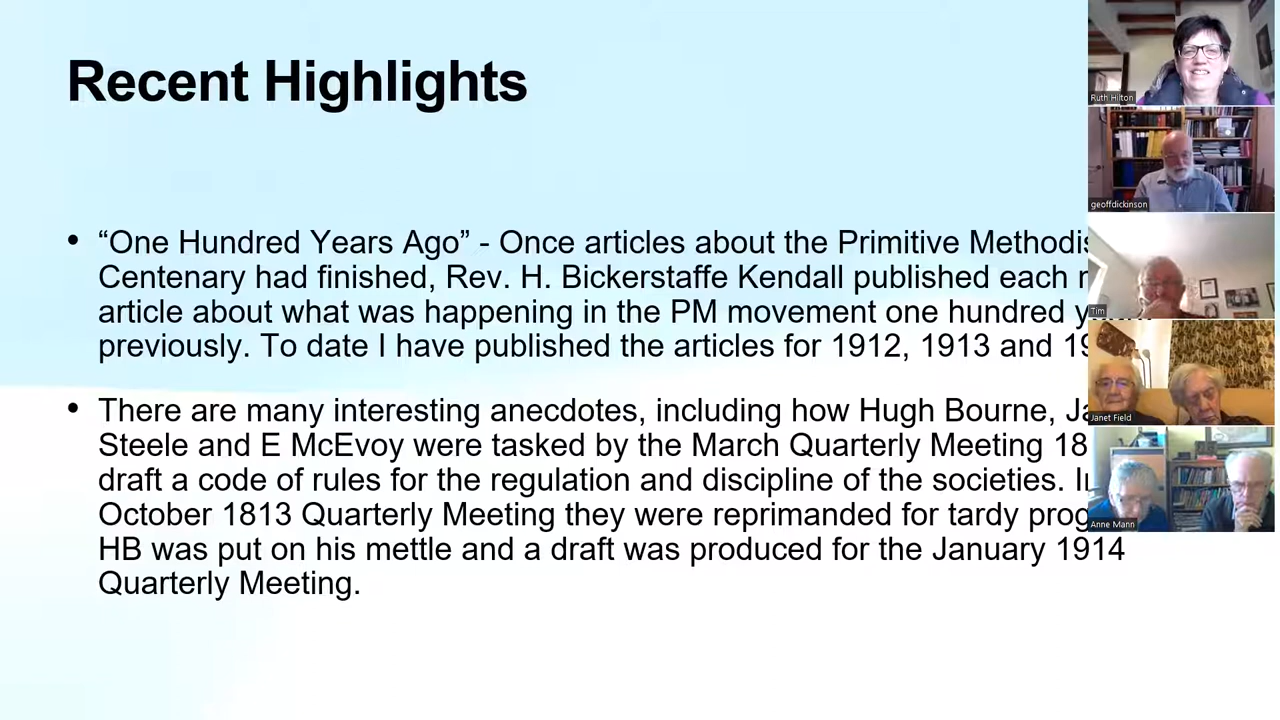 Recent Highlights
• “One Hundred Years Ago” - Once articles about the Primitive
Centenary had finished, Rev. H. Bickerstaffe Kendall published each
article about what was happening in the PM movement one hundred
previously. To date I have published the articles for 1912, 1913 and
• There are many interesting anecdotes, including how Hugh Bourne,
Steele and E McEvoy were tasked by the March Quarterly Meeting
draft a code of rules for the regulation and discipline of the societies.
October 1813 Quarterly Meeting they were reprimanded for tardy
HB was put on his mettle and a draft was produced for the January 1914
Quarterly Meeting.
Ruth Hilton
geoffdickinson
Tim
Janet Field
Anne Mann